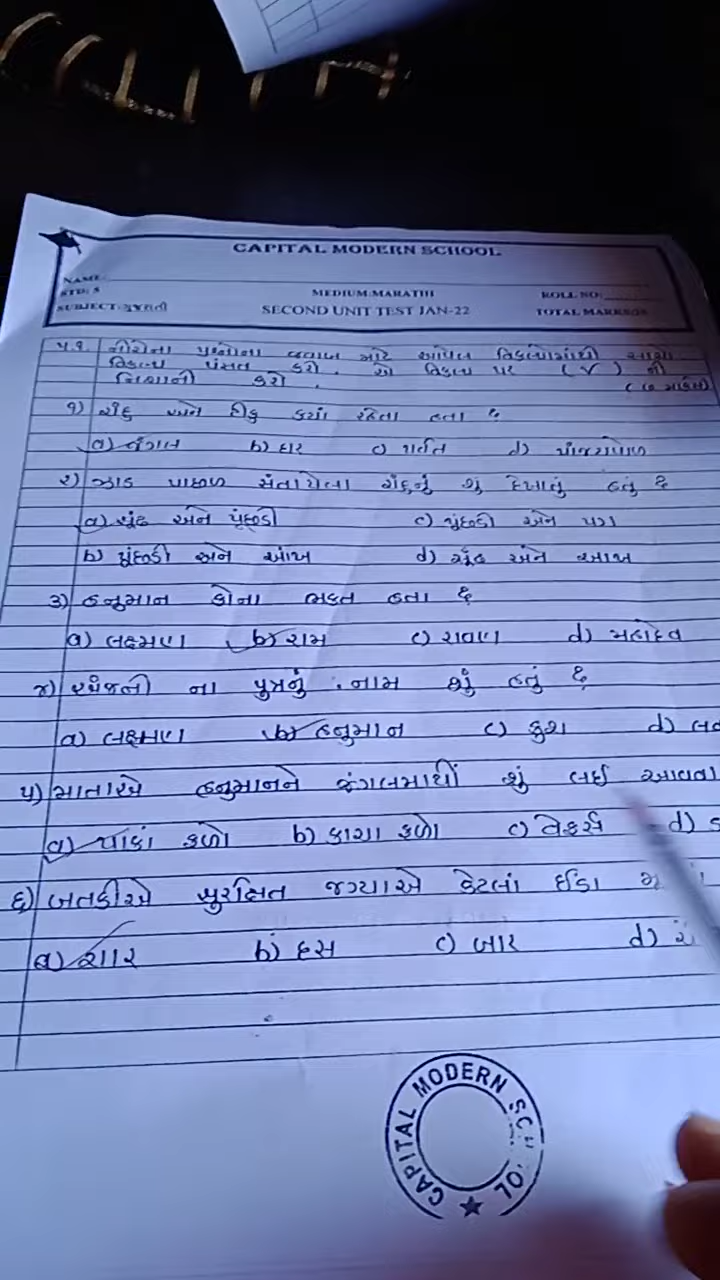 CAPITAL MODERN SCHOOL
NAME:
STD: 5 MEDIUM:MARATHI ROLL NO:
SUBJECT:ગુજરાતી SECOND UNIT TEST JAN-22 TOTAL MARKS:
પ્ર.૧ નીચેના પ્રશ્નોના જવાબ માટે આપેલ વિકલ્પોમાંથી સાચો
વિકલ્પ પસંદ કરો. એ વિકલ્પ પર (√) ની
નિશાની કરો.
૧) અને ક્યાં રહેતા હતા ?
a) જંગલ b) ઘર c) પર્વત d) પાંજરાપોળ
૨) ઝાડ પાછળ સંતાયેલા શું દેખાતું હતું ?
a) સૂંઢ અને પૂંછડી c) પૂંછડી અને પગ
b) પૂંછડી અને આંખ d) સૂંઢ અને આંખ
૩) હનુમાન કોના ભક્ત હતા ?
a) લક્ષ્મણ b) રામ c) રાવણ d) મહાદેવ
૪) અંજની ના પુત્રનું નામ શું હતું ?
a) લક્ષ્મણ b) હનુમાન c) કુશ d)
૫) માતાએ હનુમાનને જંગલમાથી શું લઈ આવવા
a) પાકાં ફળો b) કાચા ફળો c) વેફર્સ d)
૬) બતકીએ સુરક્ષિત જગ્યાએ કેટલાં ઈંડા
a) ચાર b) દસ c) બાર d)
CAPITAL MODERN SCHOOL